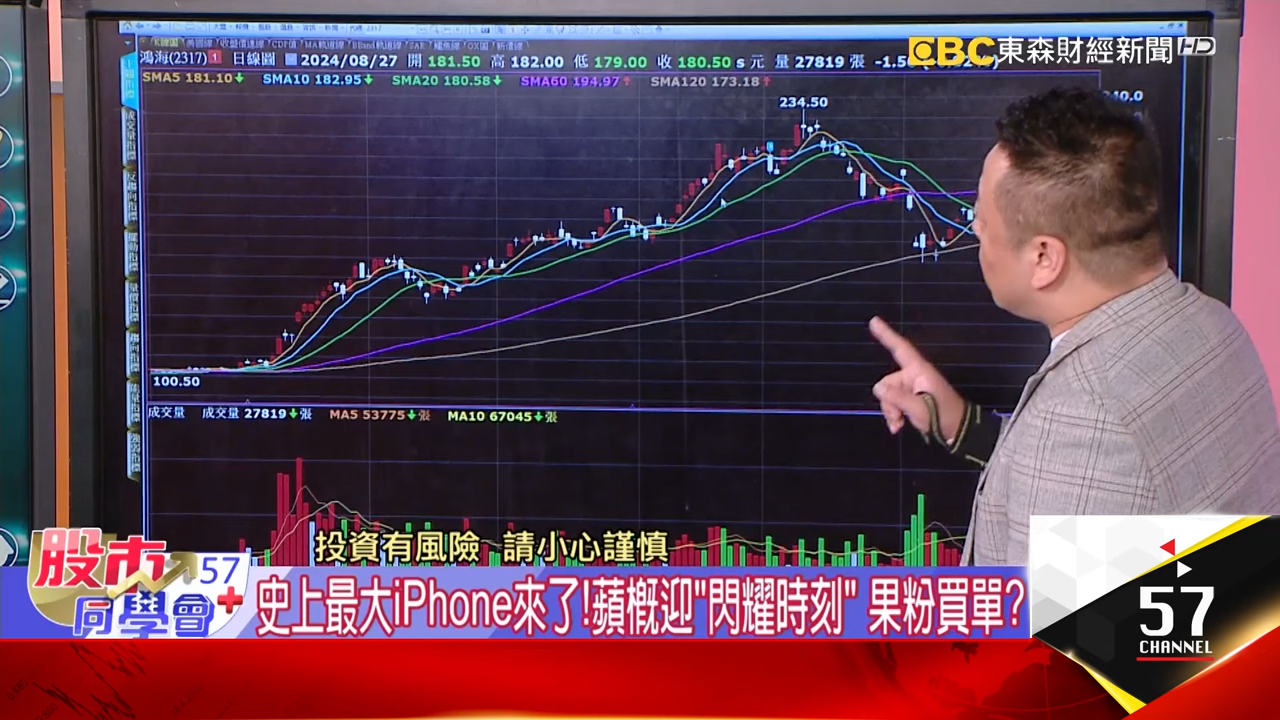 EBC 東森財經新聞 HD
鴻海(2317) 1 日線圖 2024/08/27 開 181.50 高 182.00 低 179.00 收 180.50 s 元 量 27819 張
SMA5 181.10↓ SMA10 182.95↓ SMA20 180.58↓ SMA60 194.97↑ SMA120 173.18↑
234.50
100.50
成交量 成交量 27819↓張 MA5 53775↓張 MA10 67045↓張
投資有風險 請小心謹慎
股市同學會 57+
史上最大iPhone來了!蘋概迎"閃耀時刻" 果粉買單?
57
CHANNEL